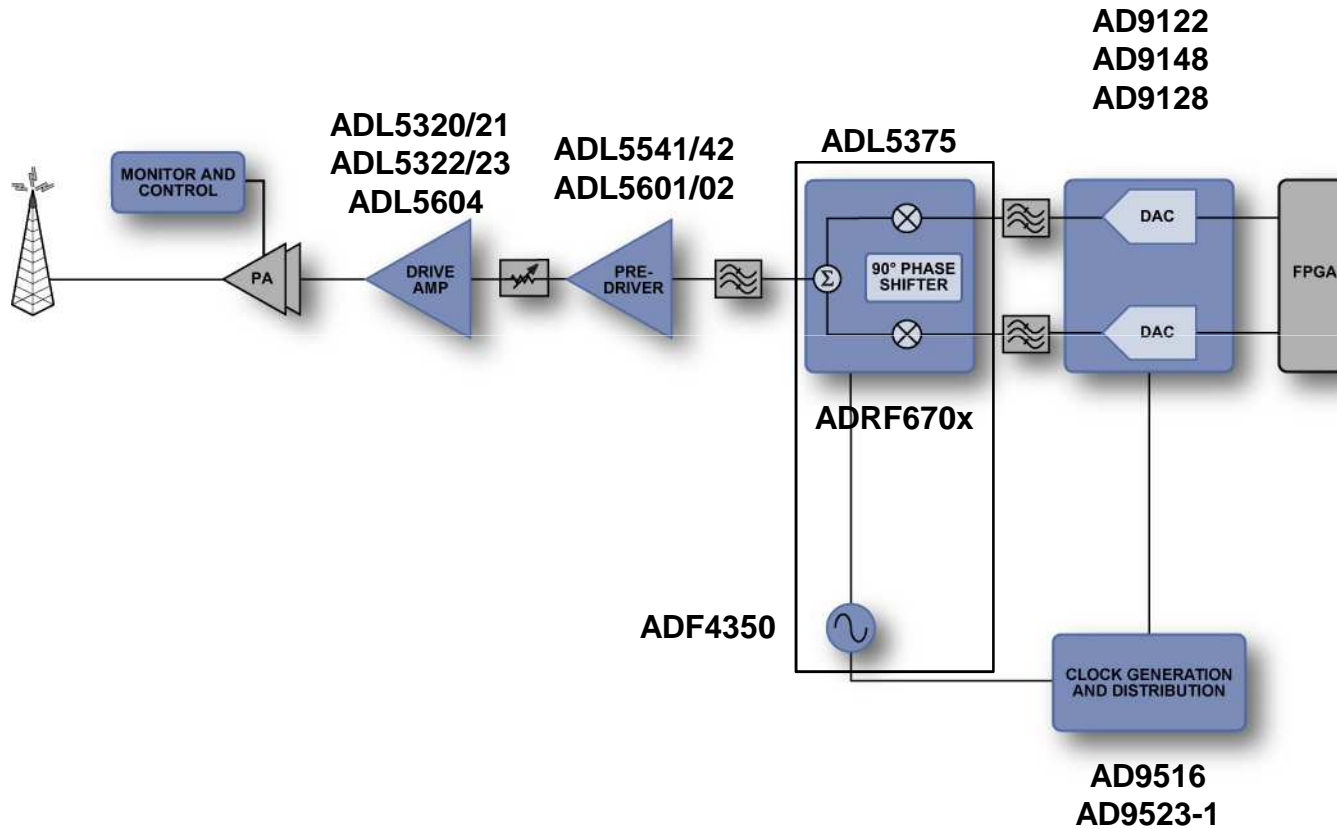 AD9122
AD9148
AD9128
ADL5320/21
ADL5322/23
ADL5604
ADL5541/42
ADL5601/02
ADL5375
MONITOR AND
CONTROL
PA
DRIVE
AMP
PRE-
DRIVER
Σ
90° PHASE
SHIFTER
DAC
DAC
FPGA
ADRF670x
ADF4350
CLOCK GENERATION
AND DISTRIBUTION
AD9516
AD9523-1